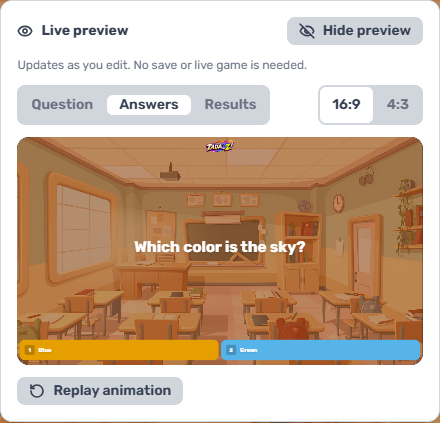 Live preview
Hide preview
Updates as you edit. No save or live game is needed.
Question
Answers
Results
16:9
4:3
Which color is the sky?
1 Blue
2 Green
Replay animation